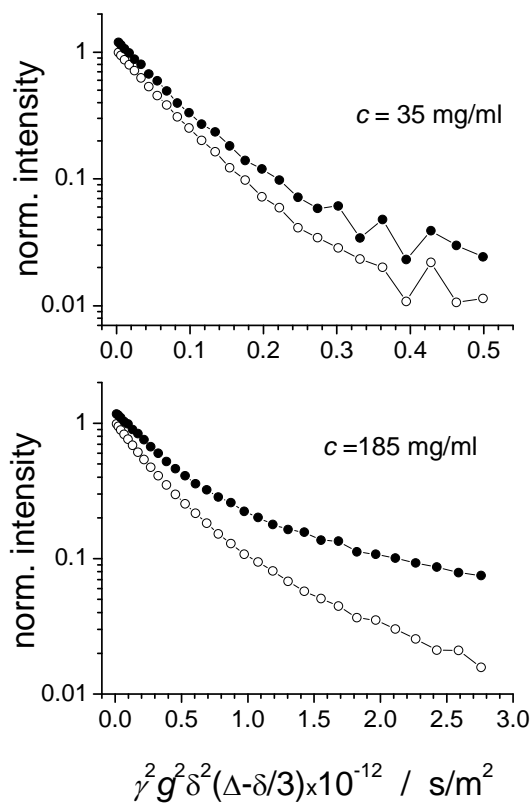 1
0.1
0.01
norm. intensity
c = 35 mg/ml
0.0 0.1 0.2 0.3 0.4 0.5
1
0.1
0.01
norm. intensity
c =185 mg/ml
0.0 0.5 1.0 1.5 2.0 2.5 3.0
γ²g²δ²(Δ-δ/3)x10⁻¹² / s/m²